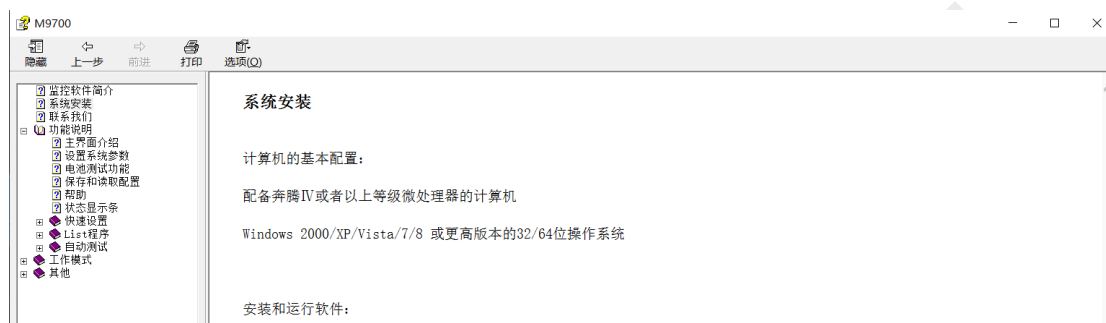 M9700
隐藏 上一步 前进 打印 选项(O)
监控软件简介
系统安装
联系我们
功能说明
主界面介绍
设置系统参数
电池测试功能
保存和读取配置
帮助
状态显示条
快速设置
List程序
自动测试
工作模式
其他
系统安装
计算机的基本配置：
配备奔腾Ⅳ或者以上等级微处理器的计算机
Windows 2000/XP/Vista/7/8 或更高版本的32/64位操作系统
安装和运行软件：